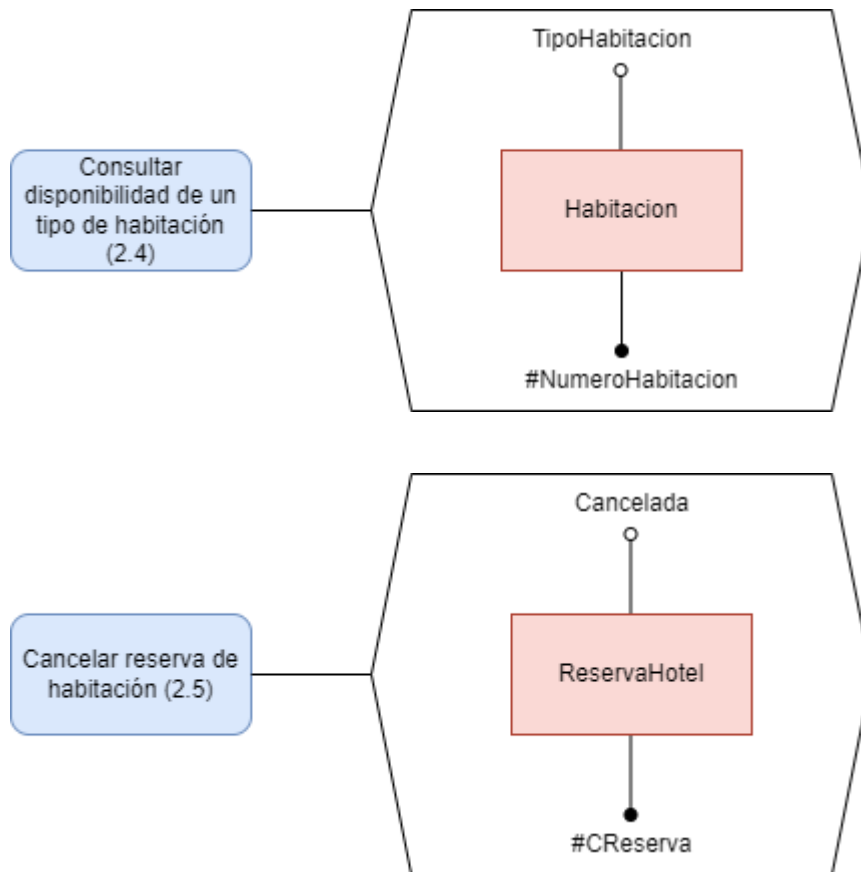 TipoHabitacion
Consultar
disponibilidad de un
tipo de habitación
(2.4)
Habitacion
#NumeroHabitacion
Cancelada
Cancelar reserva de
habitación (2.5)
ReservaHotel
#CReserva